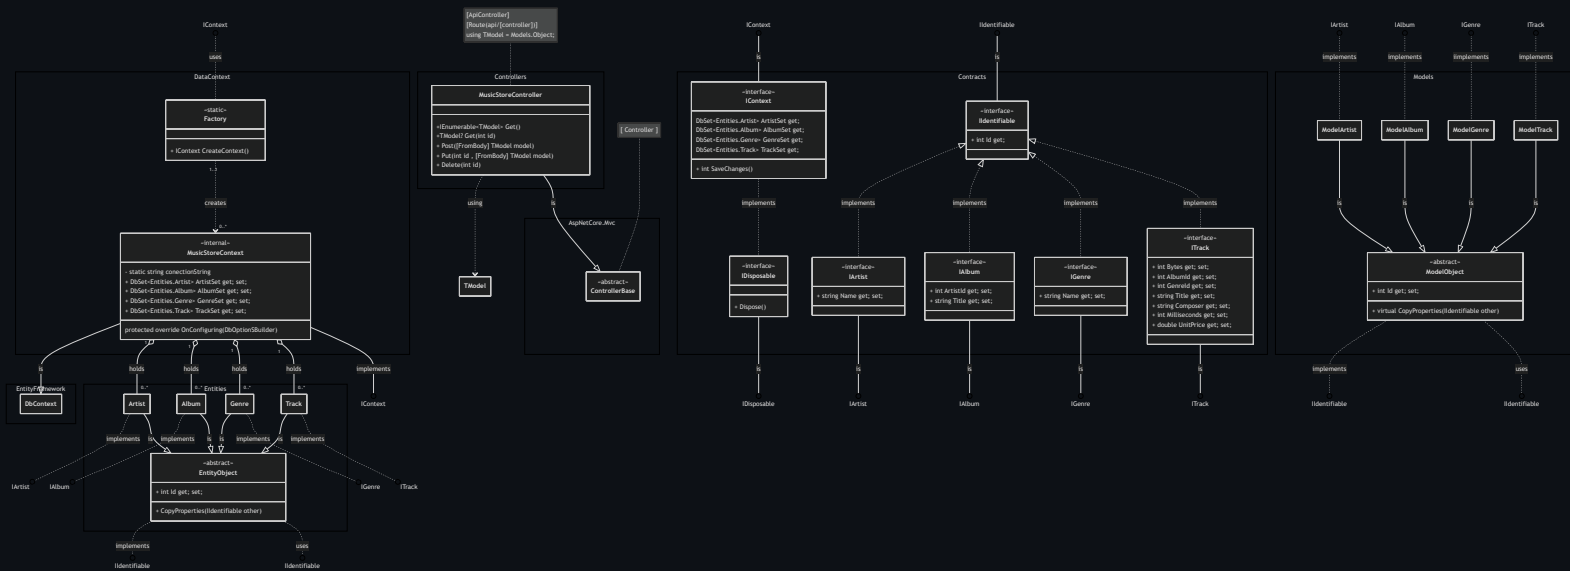 IContext
uses
DataContext
«static»
Factory
+ IContext CreateContext()
1..1
creates
0..*
«internal»
MusicStoreContext
- static string conectionString
+ DbSet<Entities.Artist> ArtistSet get; set;
+ DbSet<Entities.Album> AlbumSet get; set;
+ DbSet<Entities.Genre> GenreSet get; set;
+ DbSet<Entities.Track> TrackSet get; set;
protected override OnConfiguring(DbOptionSBuilder)
1
1
1
1
is
holds
holds
holds
holds
implements
0..*
0..*
0..*
0..*
EntityFramework
DbContext
IContext
Entities
Artist
Album
Genre
Track
implements
is
implements
is
is
implements
is
implements
«abstract»
EntityObject
+ int Id get; set;
+ CopyProperties(IIdentifiable other)
IArtist
IAlbum
IGenre
ITrack
implements
uses
IIdentifiable
IIdentifiable
[ApiController]
[Route(api/[controller])]
using TModel = Models.Object;
Controllers
MusicStoreController
+IEnumerable<TModel> Get()
+TModel? Get(int id)
+ Post([FromBody] TModel model)
+ Put(int id , [FromBody] TModel model)
+ Delete(int id)
[ Controller ]
using
is
AspNetCore.Mvc
TModel
«abstract»
ControllerBase
IContext
is
IIdentifiable
is
Contracts
«interface»
IContext
DbSet<Entities.Artist> ArtistSet get;
DbSet<Entities.Album> AlbumSet get;
DbSet<Entities.Genre> GenreSet get;
DbSet<Entities.Track> TrackSet get;
+ int SaveChanges()
«interface»
IIdentifiable
+ int Id get;
implements
implements
implements
implements
implements
«interface»
IDisposable
+ Dispose()
«interface»
IArtist
+ string Name get; set;
«interface»
IAlbum
+ int ArtistId get; set;
+ string Title get; set;
«interface»
IGenre
+ string Name get; set;
«interface»
ITrack
+ int Bytes get; set;
+ int AlbumId get; set;
+ int GenreId get; set;
+ string Title get; set;
+ string Composer get; set;
+ int Milliseconds get; set;
+ double UnitPrice get; set;
is
is
is
is
is
IDisposable
IArtist
IAlbum
IGenre
ITrack
IArtist
IAlbum
IGenre
ITrack
implements
implements
implements
implements
Models
ModelArtist
ModelAlbum
ModelGenre
ModelTrack
is
is
is
is
«abstract»
ModelObject
+ int Id get; set;
+ virtual CopyProperties(IIdentifiable other)
implements
uses
IIdentifiable
IIdentifiable